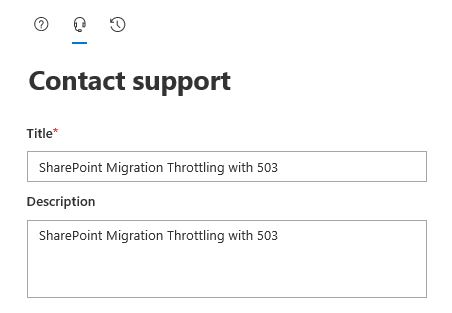 Contact support
Title*
SharePoint Migration Throttling with 503
Description
SharePoint Migration Throttling with 503